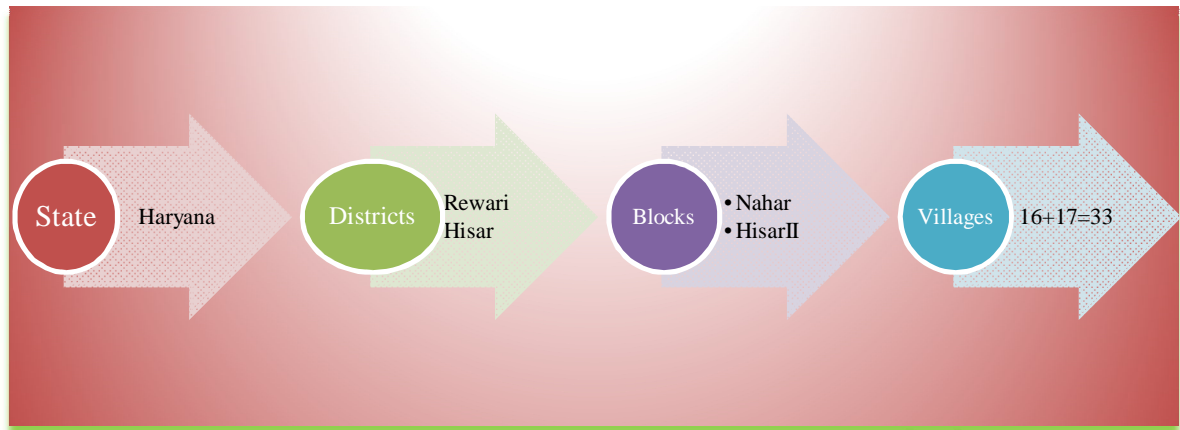 State
Haryana
Districts
Rewari
Hisar
Blocks
• Nahar
• HisarII
Villages
16+17=33